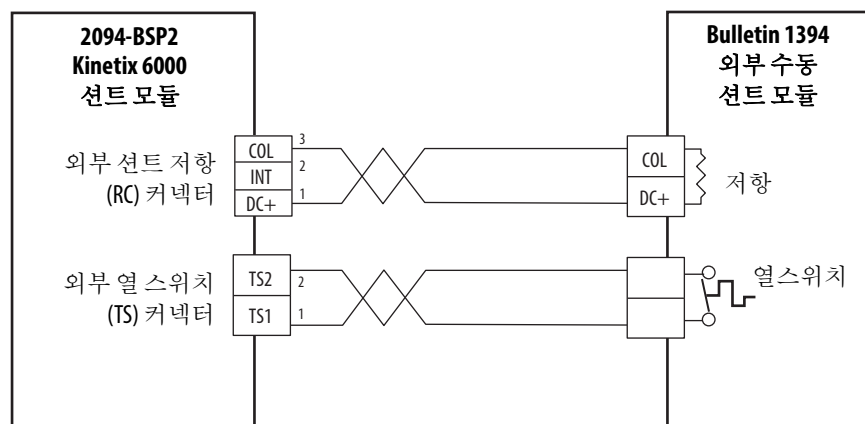 2094-BSP2
Kinetix 6000
션트 모듈
Bulletin 1394
외부 수동
션트 모듈
외부 션트 저항
(RC) 커넥터
COL 3
INT 2
DC+ 1
COL
DC+
저항
외부 열 스위치
(TS) 커넥터
TS2 2
TS1 1
열스위치